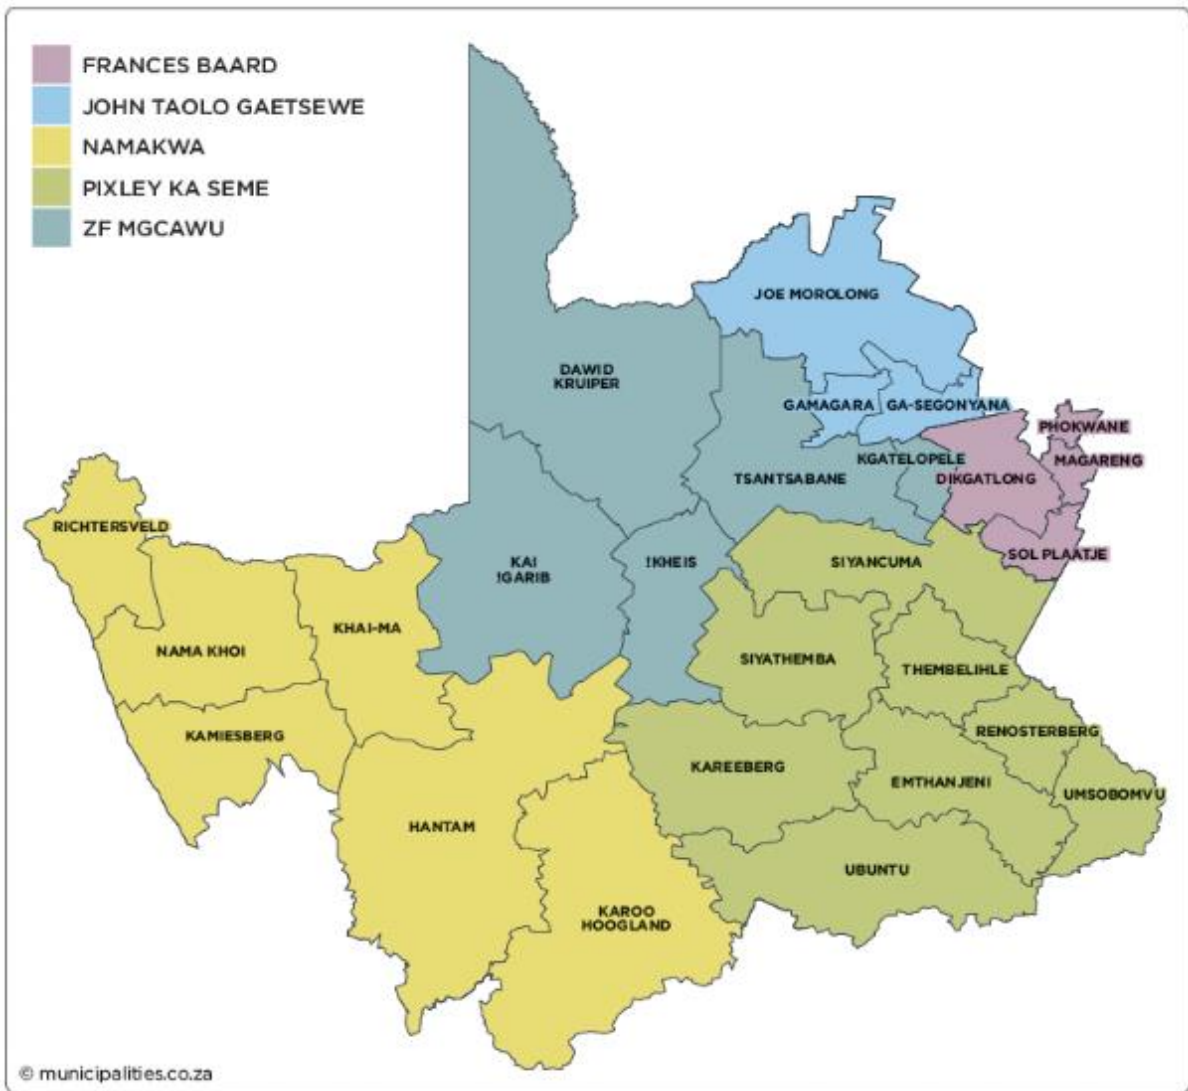 FRANCES BAARD
JOHN TAOLO GAETSEWE
NAMAKWA
PIXLEY KA SEME
ZF MGCAWU
JOE MOROLONG
DAWID
KRUIPER
GAMAGARA
GA-SEGONYANA
PHOKWANE
KGATELOPELE
MAGARENG
TSANTSABANE
DIKGATLONG
RICHTERSVELD
SOL PLAATJE
KAI
!GARIB
!KHEIS
SIYANCUMA
KHAI-MA
NAMA KHOI
SIYATHEMBA
THEMBELIHLE
KAMIESBERG
RENOSTERBERG
KAREEBERG
EMTHANJENI
UMSOBOMVU
HANTAM
UBUNTU
KAROO
HOOGLAND
© municipalities.co.za